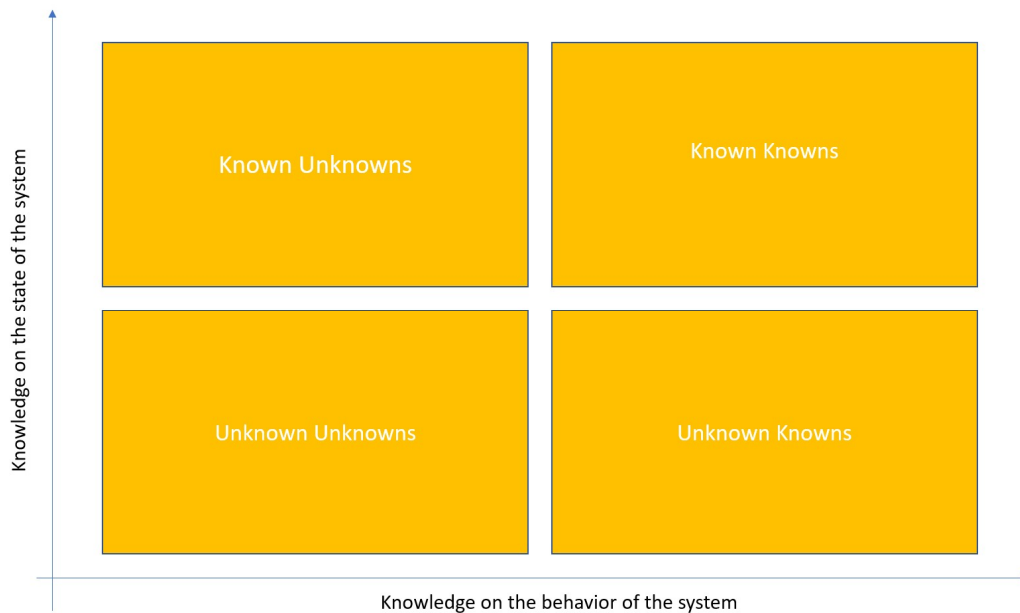 Knowledge on the state of the system
Known Unknowns
Known Knowns
Unknown Unknowns
Unknown Knowns
Knowledge on the behavior of the system